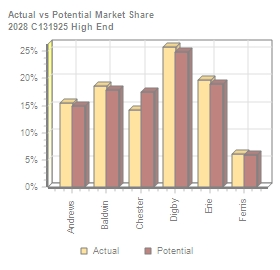 Actual vs Potential Market Share
2028 C131925 High End
25%
20%
15%
10%
5%
0%
Andrews
Baldwin
Chester
Digby
Erie
Ferris
Actual
Potential